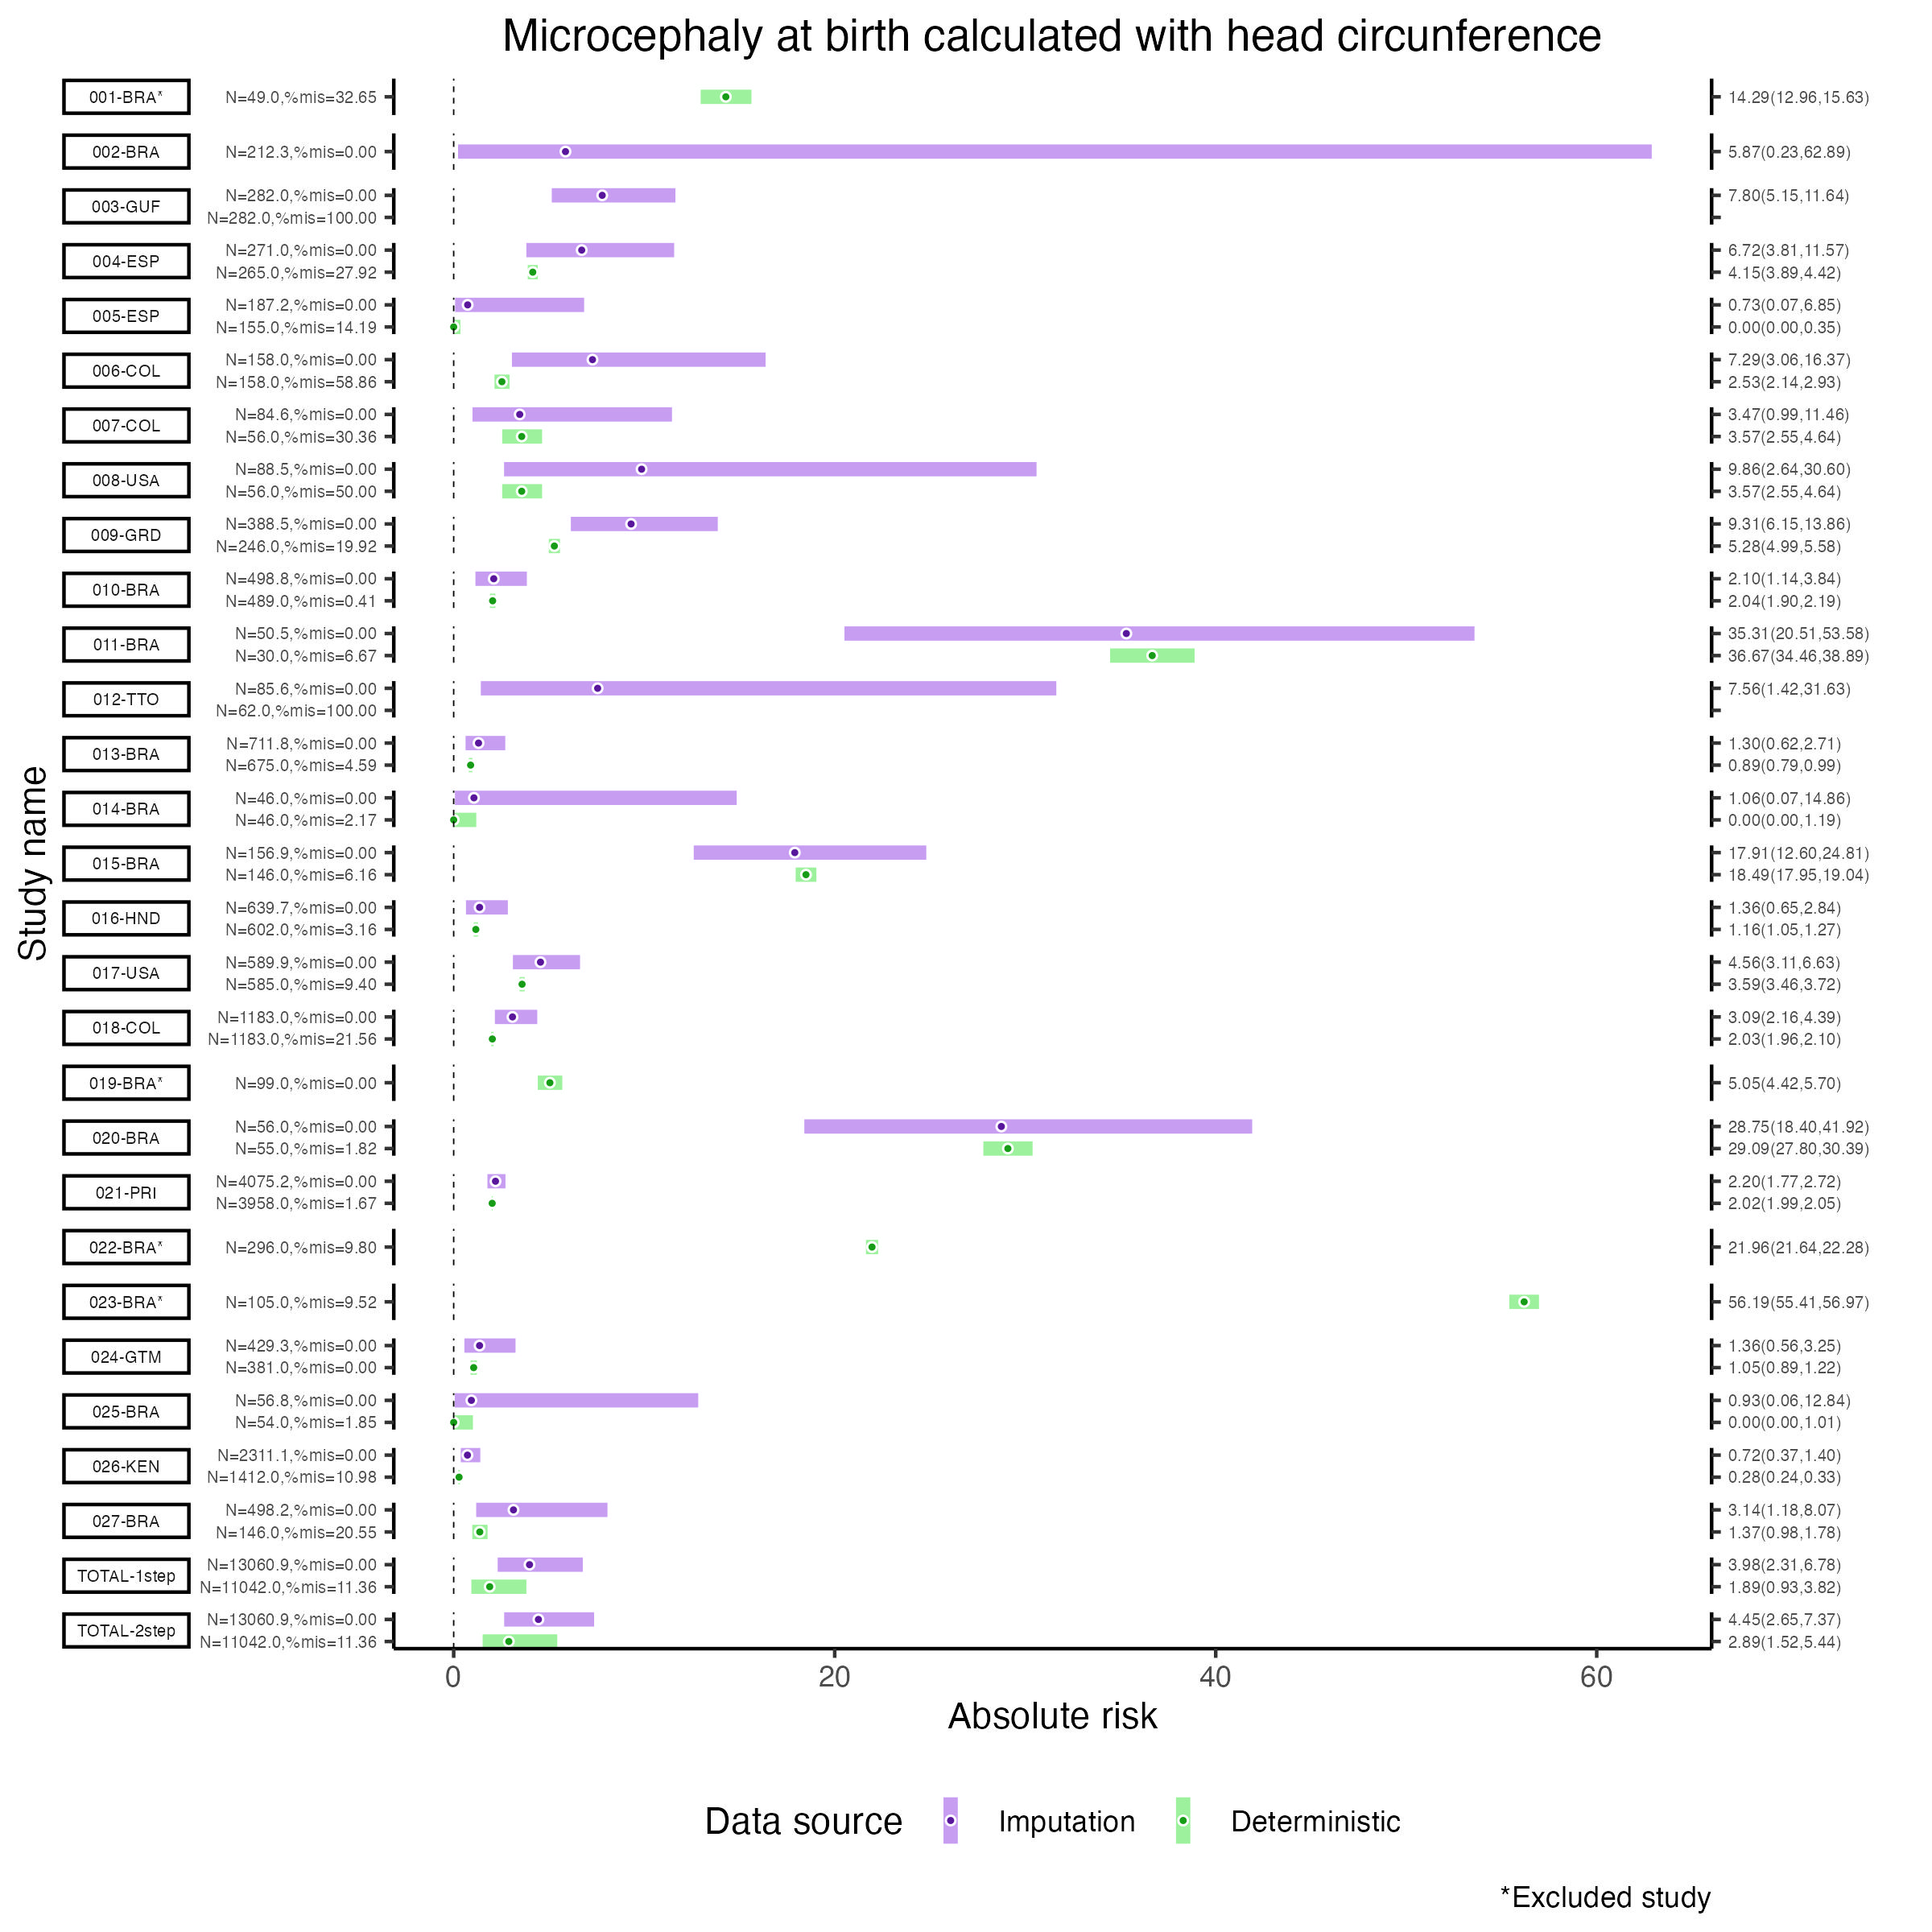 Microcephaly at birth calculated with head circunference
Study name
001-BRA* N=49.0,%mis=32.65 14.29(12.96,15.63)
002-BRA N=212.3,%mis=0.00 5.87(0.23,62.89)
003-GUF N=282.0,%mis=0.00 7.80(5.15,11.64)
N=282.0,%mis=100.00
004-ESP N=271.0,%mis=0.00 6.72(3.81,11.57)
N=265.0,%mis=27.92 4.15(3.89,4.42)
005-ESP N=187.2,%mis=0.00 0.73(0.07,6.85)
N=155.0,%mis=14.19 0.00(0.00,0.35)
006-COL N=158.0,%mis=0.00 7.29(3.06,16.37)
N=158.0,%mis=58.86 2.53(2.14,2.93)
007-COL N=84.6,%mis=0.00 3.47(0.99,11.46)
N=56.0,%mis=30.36 3.57(2.55,4.64)
008-USA N=88.5,%mis=0.00 9.86(2.64,30.60)
N=56.0,%mis=50.00 3.57(2.55,4.64)
009-GRD N=388.5,%mis=0.00 9.31(6.15,13.86)
N=246.0,%mis=19.92 5.28(4.99,5.58)
010-BRA N=498.8,%mis=0.00 2.10(1.14,3.84)
N=489.0,%mis=0.41 2.04(1.90,2.19)
011-BRA N=50.5,%mis=0.00 35.31(20.51,53.58)
N=30.0,%mis=6.67 36.67(34.46,38.89)
012-TTO N=85.6,%mis=0.00 7.56(1.42,31.63)
N=62.0,%mis=100.00
013-BRA N=711.8,%mis=0.00 1.30(0.62,2.71)
N=675.0,%mis=4.59 0.89(0.79,0.99)
014-BRA N=46.0,%mis=0.00 1.06(0.07,14.86)
N=46.0,%mis=2.17 0.00(0.00,1.19)
015-BRA N=156.9,%mis=0.00 17.91(12.60,24.81)
N=146.0,%mis=6.16 18.49(17.95,19.04)
016-HND N=639.7,%mis=0.00 1.36(0.65,2.84)
N=602.0,%mis=3.16 1.16(1.05,1.27)
017-USA N=589.9,%mis=0.00 4.56(3.11,6.63)
N=585.0,%mis=9.40 3.59(3.46,3.72)
018-COL N=1183.0,%mis=0.00 3.09(2.16,4.39)
N=1183.0,%mis=21.56 2.03(1.96,2.10)
019-BRA* N=99.0,%mis=0.00 5.05(4.42,5.70)
020-BRA N=56.0,%mis=0.00 28.75(18.40,41.92)
N=55.0,%mis=1.82 29.09(27.80,30.39)
021-PRI N=4075.2,%mis=0.00 2.20(1.77,2.72)
N=3958.0,%mis=1.67 2.02(1.99,2.05)
022-BRA* N=296.0,%mis=9.80 21.96(21.64,22.28)
023-BRA* N=105.0,%mis=9.52 56.19(55.41,56.97)
024-GTM N=429.3,%mis=0.00 1.36(0.56,3.25)
N=381.0,%mis=0.00 1.05(0.89,1.22)
025-BRA N=56.8,%mis=0.00 0.93(0.06,12.84)
N=54.0,%mis=1.85 0.00(0.00,1.01)
026-KEN N=2311.1,%mis=0.00 0.72(0.37,1.40)
N=1412.0,%mis=10.98 0.28(0.24,0.33)
027-BRA N=498.2,%mis=0.00 3.14(1.18,8.07)
N=146.0,%mis=20.55 1.37(0.98,1.78)
TOTAL-1step N=13060.9,%mis=0.00 3.98(2.31,6.78)
N=11042.0,%mis=11.36 1.89(0.93,3.82)
TOTAL-2step N=13060.9,%mis=0.00 4.45(2.65,7.37)
N=11042.0,%mis=11.36 2.89(1.52,5.44)
0 20 40 60
Absolute risk
Data source Imputation Deterministic
*Excluded study